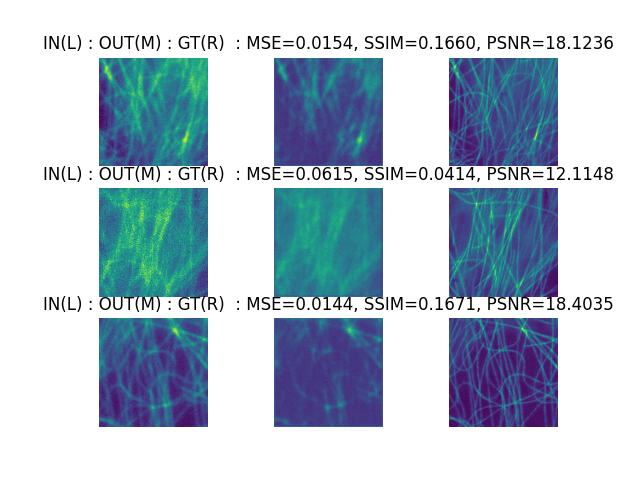 IN(L) : OUT(M) : GT(R)  : MSE=0.0154, SSIM=0.1660, PSNR=18.1236
IN(L) : OUT(M) : GT(R)  : MSE=0.0615, SSIM=0.0414, PSNR=12.1148
IN(L) : OUT(M) : GT(R)  : MSE=0.0144, SSIM=0.1671, PSNR=18.4035